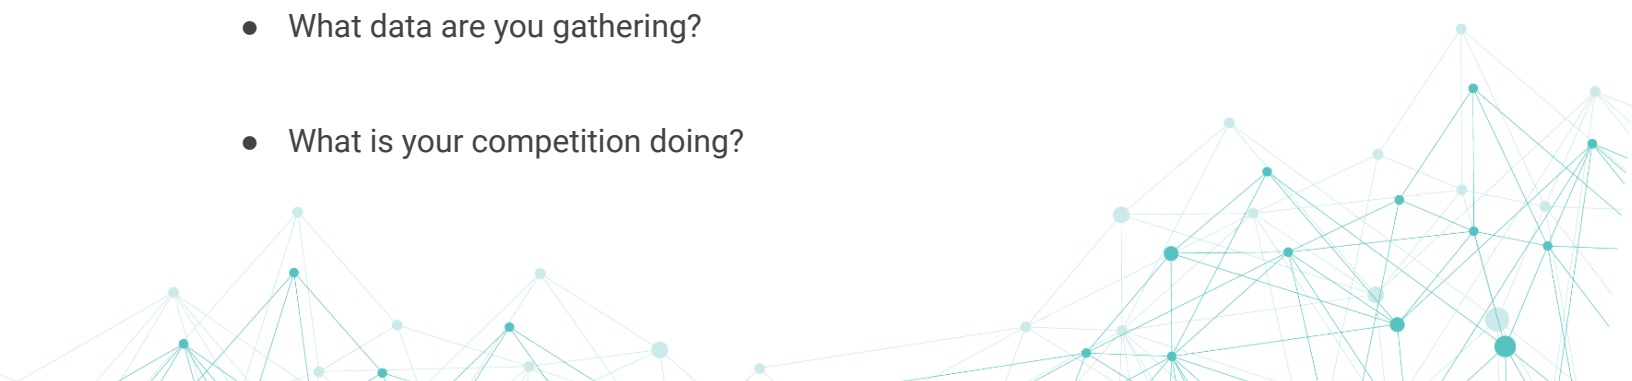 ● What data are you gathering?
● What is your competition doing?